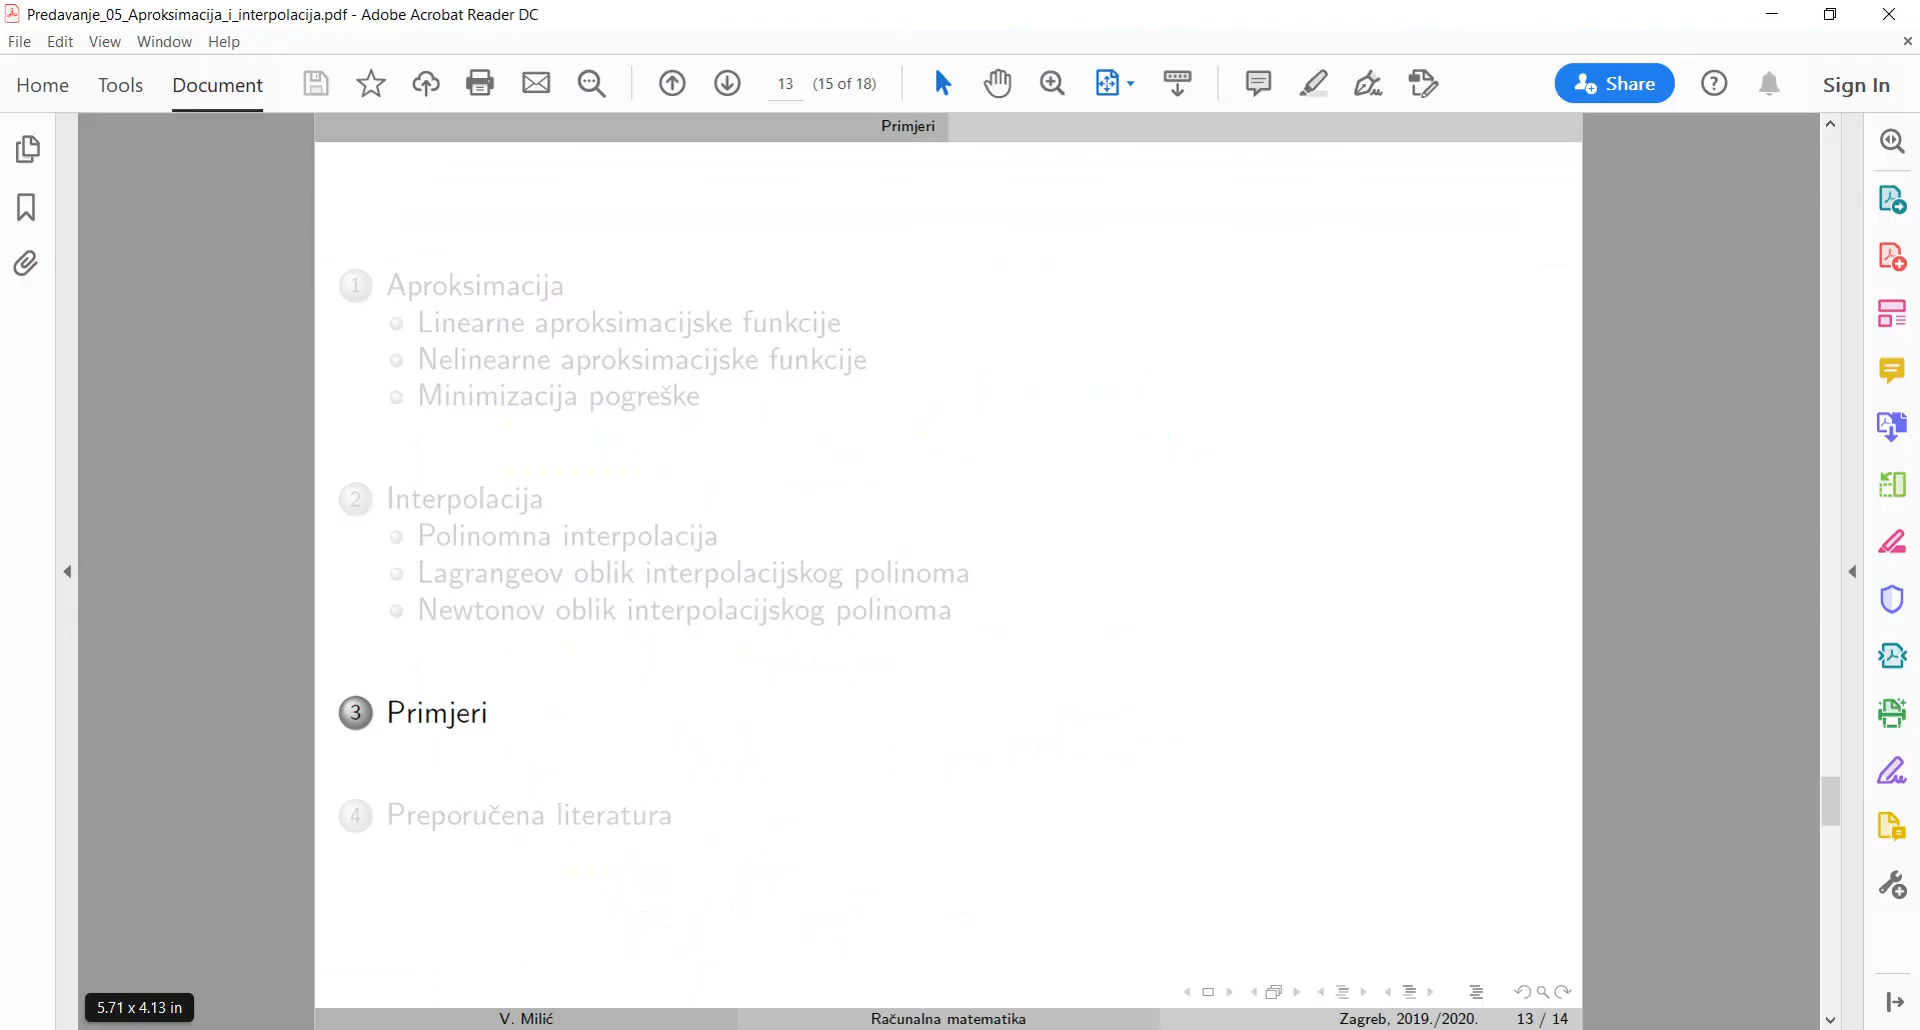 Predavanje_05_Aproksimacija_i_interpolacija.pdf - Adobe Acrobat Reader DC
File Edit View Window Help
Home Tools Document 13 (15 of 18) Share Sign In
Primjeri
1 Aproksimacija
Linearne aproksimacijske funkcije
Nelinearne aproksimacijske funkcije
Minimizacija pogreške
2 Interpolacija
Polinomna interpolacija
Lagrangeov oblik interpolacijskog polinoma
Newtonov oblik interpolacijskog polinoma
3 Primjeri
4 Preporučena literatura
5.71 x 4.13 in
V. Milić Računalna matematika Zagreb, 2019./2020. 13 / 14